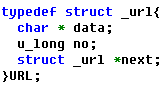 typedef struct _url{
  char * data;
  u_long no;
  struct _url *next;
}URL;